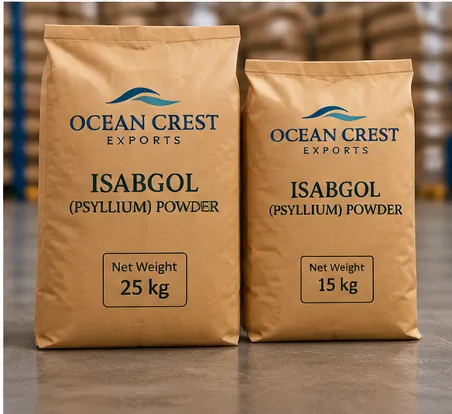 OCEAN CREST
EXPORTS
ISABGOL
(PSYLLIUM) POWDER
Net Weight
25 kg
OCEAN CREST
EXPORTS
ISABGOL
(PSYLLIUM) POWDER
Net Weight
15 kg